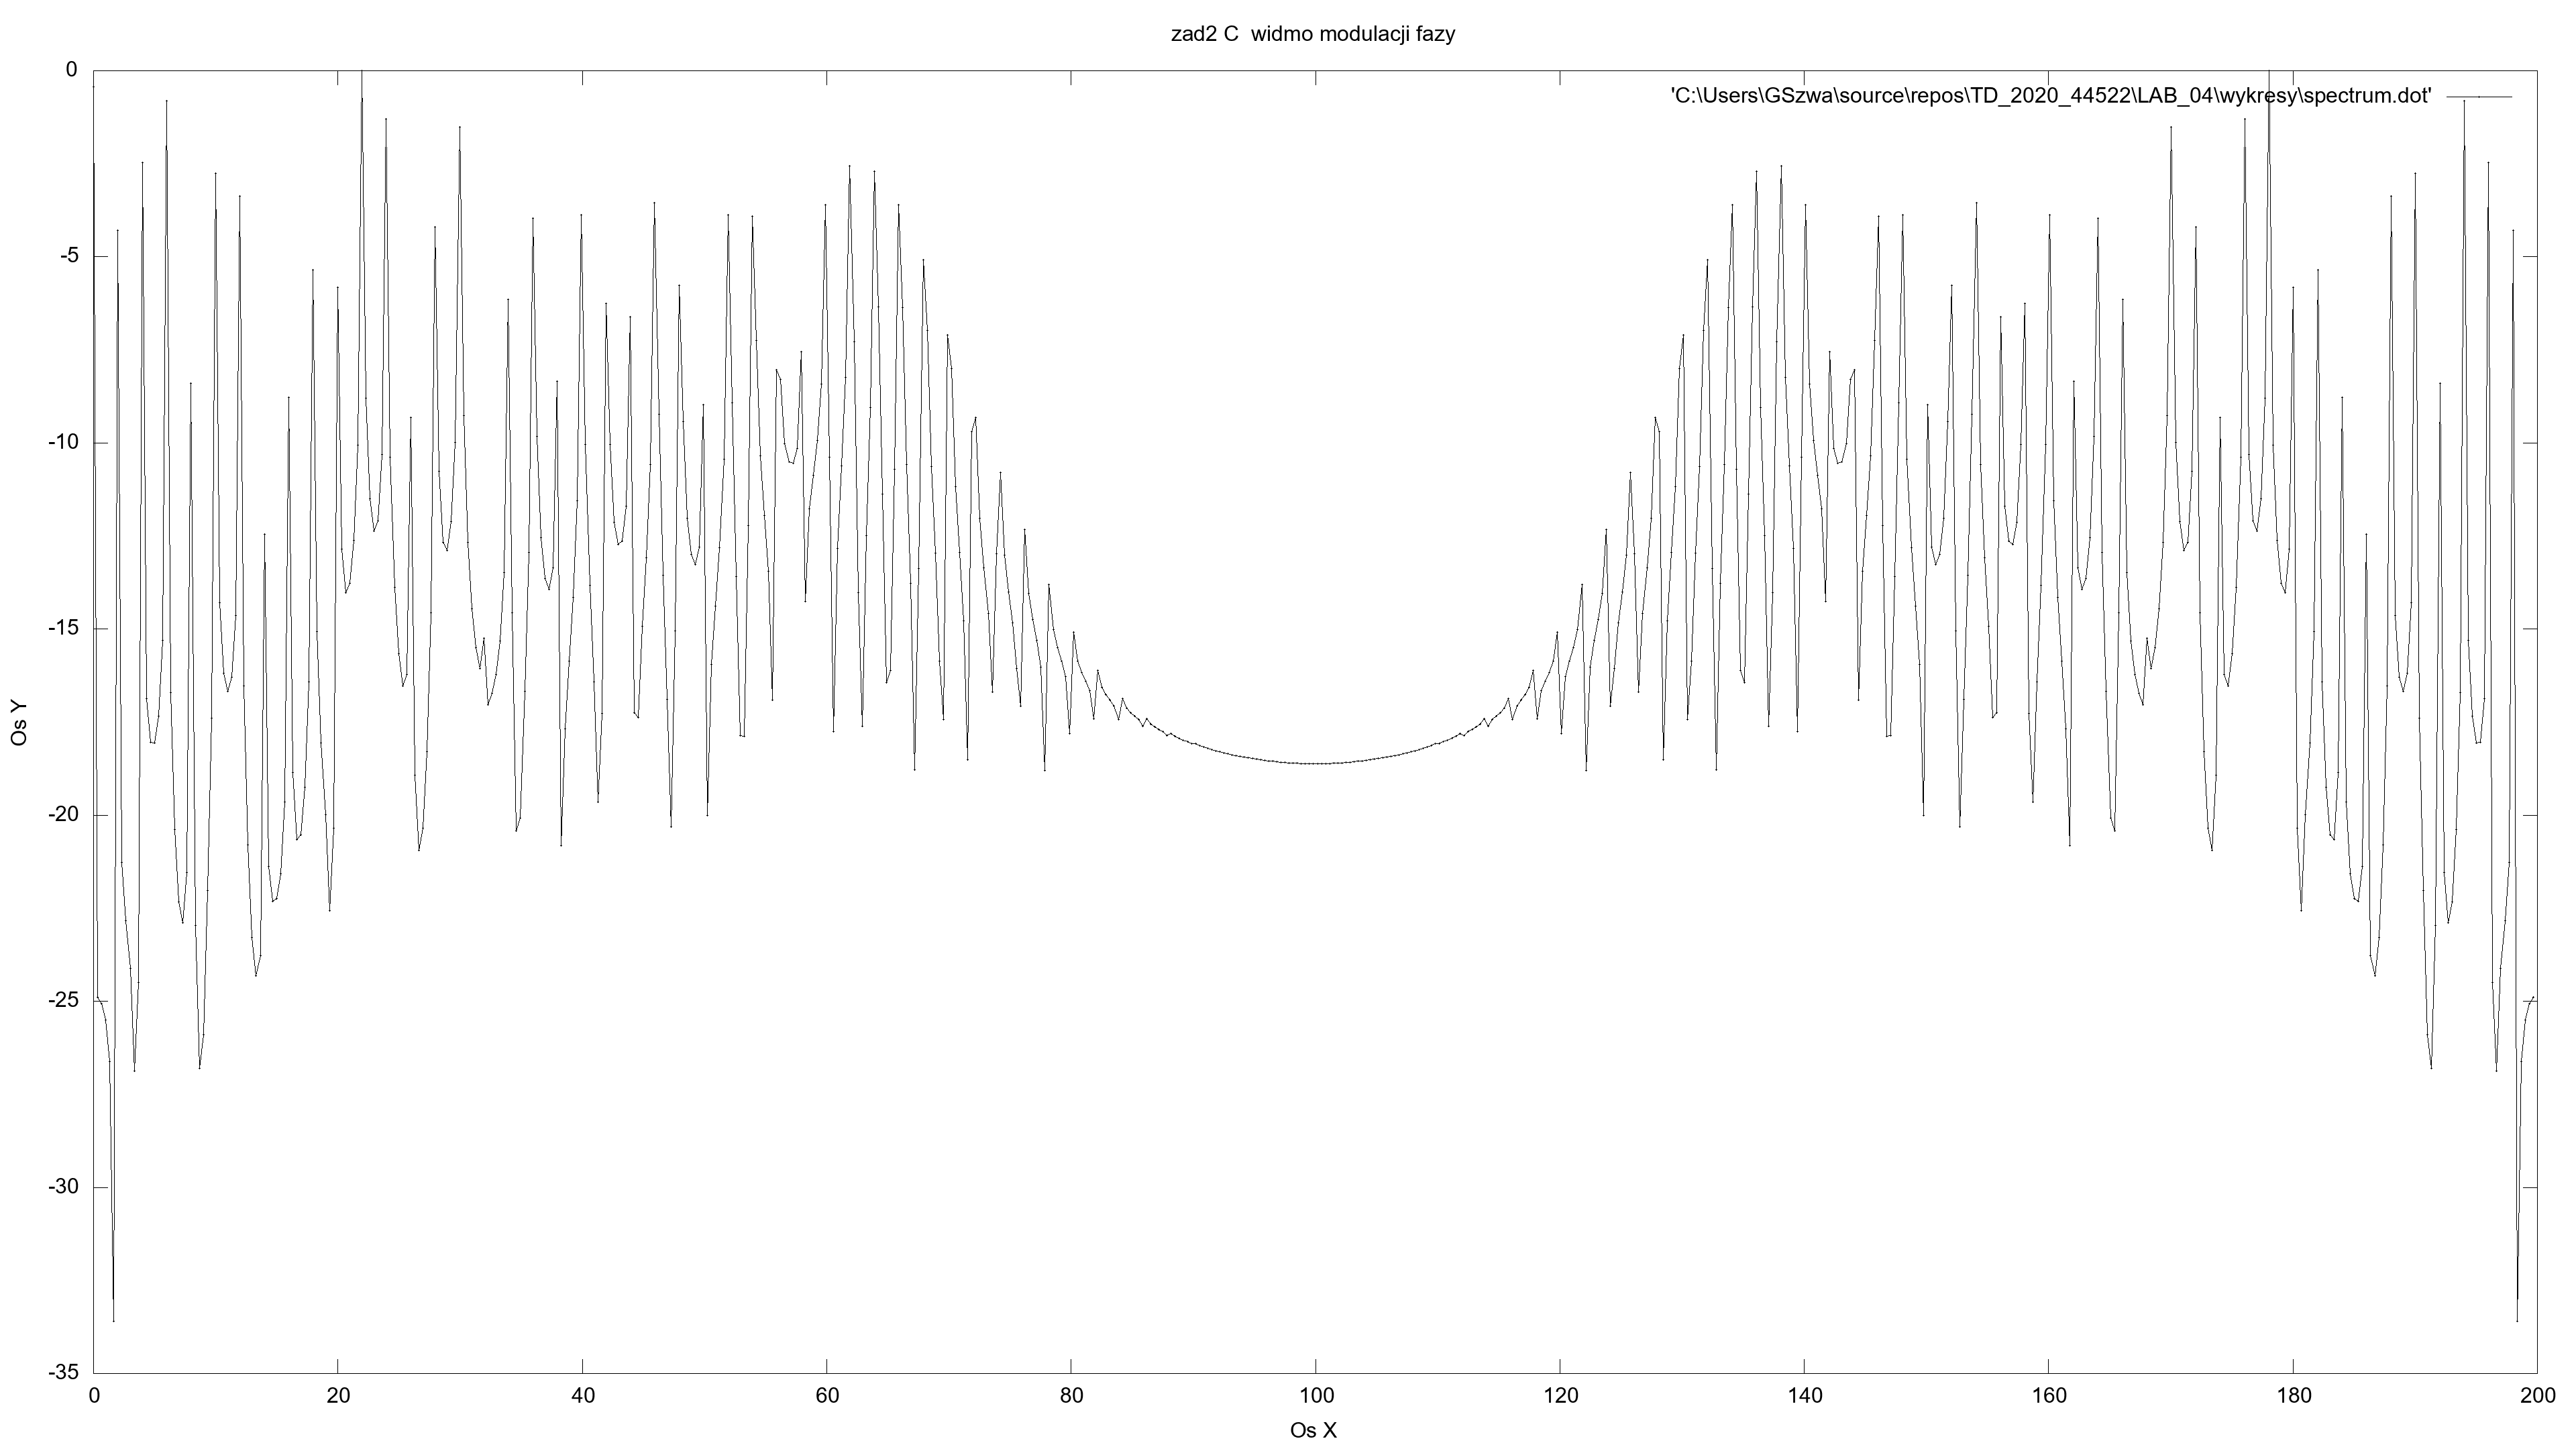 zad2 C  widmo modulacji fazy
'C:\Users\GSzwa\source\repos\TD_2020_44522\LAB_04\wykresy\spectrum.dot'
Os Y
0
-5
-10
-15
-20
-25
-30
-35
0 20 40 60 80 100 120 140 160 180 200
Os X